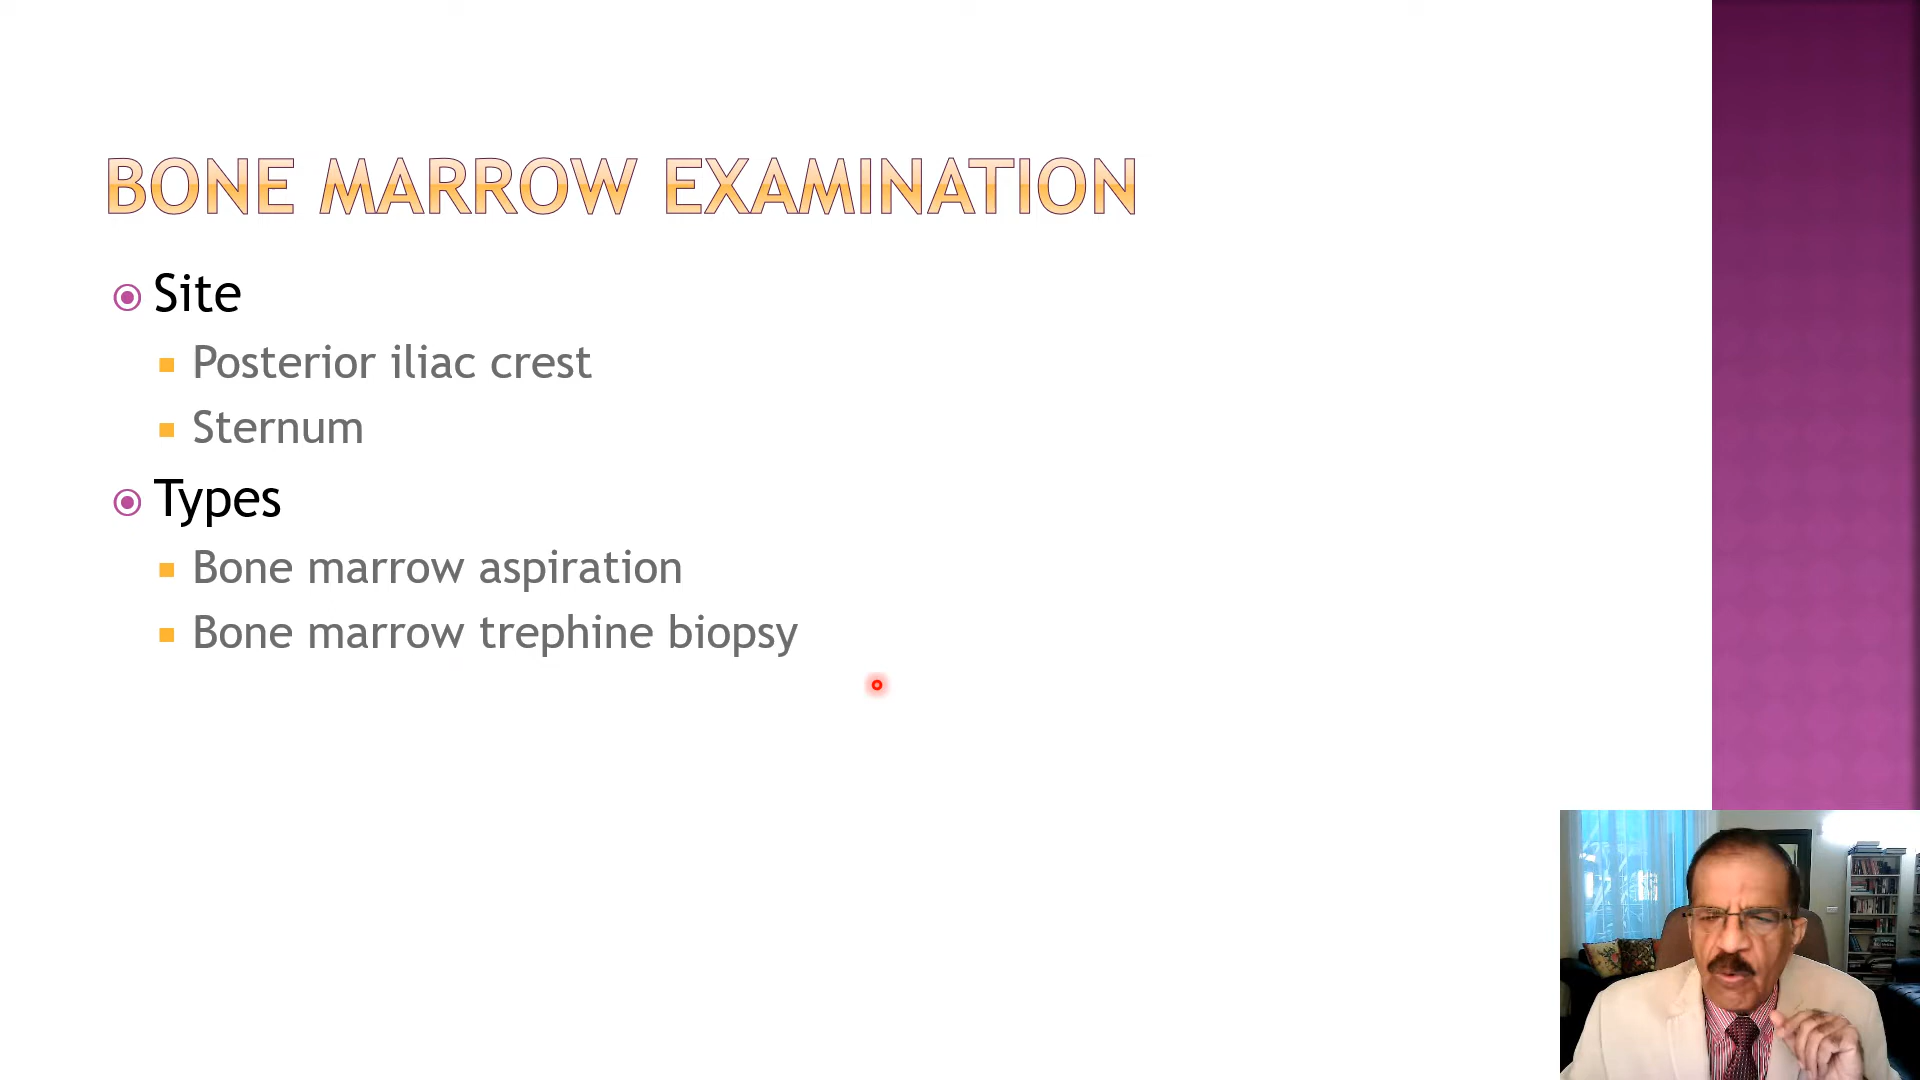 BONE MARROW EXAMINATION
Site
Posterior iliac crest
Sternum
Types
Bone marrow aspiration
Bone marrow trephine biopsy